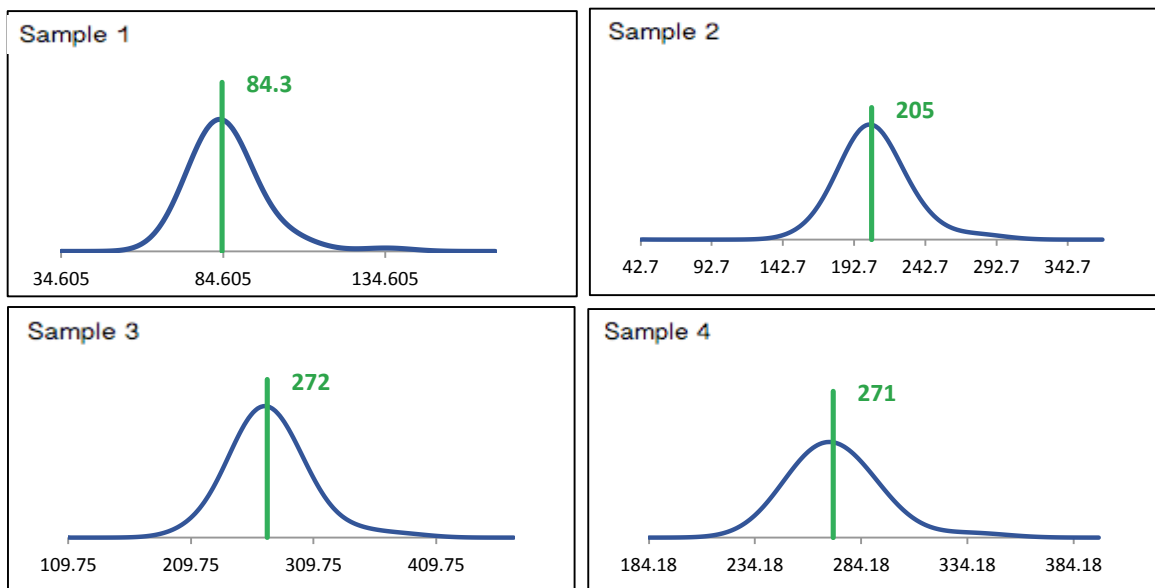 Sample 1
84.3
34.605 84.605 134.605
Sample 2
205
42.7 92.7 142.7 192.7 242.7 292.7 342.7
Sample 3
272
109.75 209.75 309.75 409.75
Sample 4
271
184.18 234.18 284.18 334.18 384.18